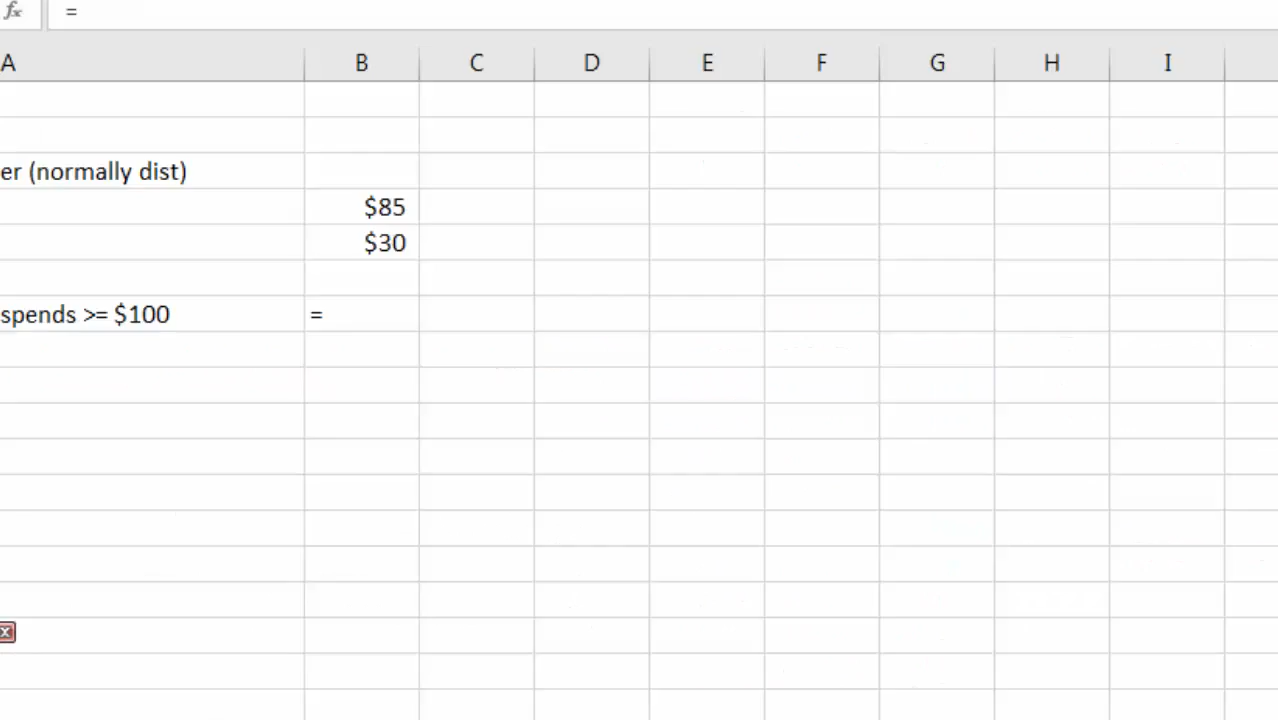 fx =
A B C D E F G H I
er (normally dist)
$85
$30
spends >= $100 =
x